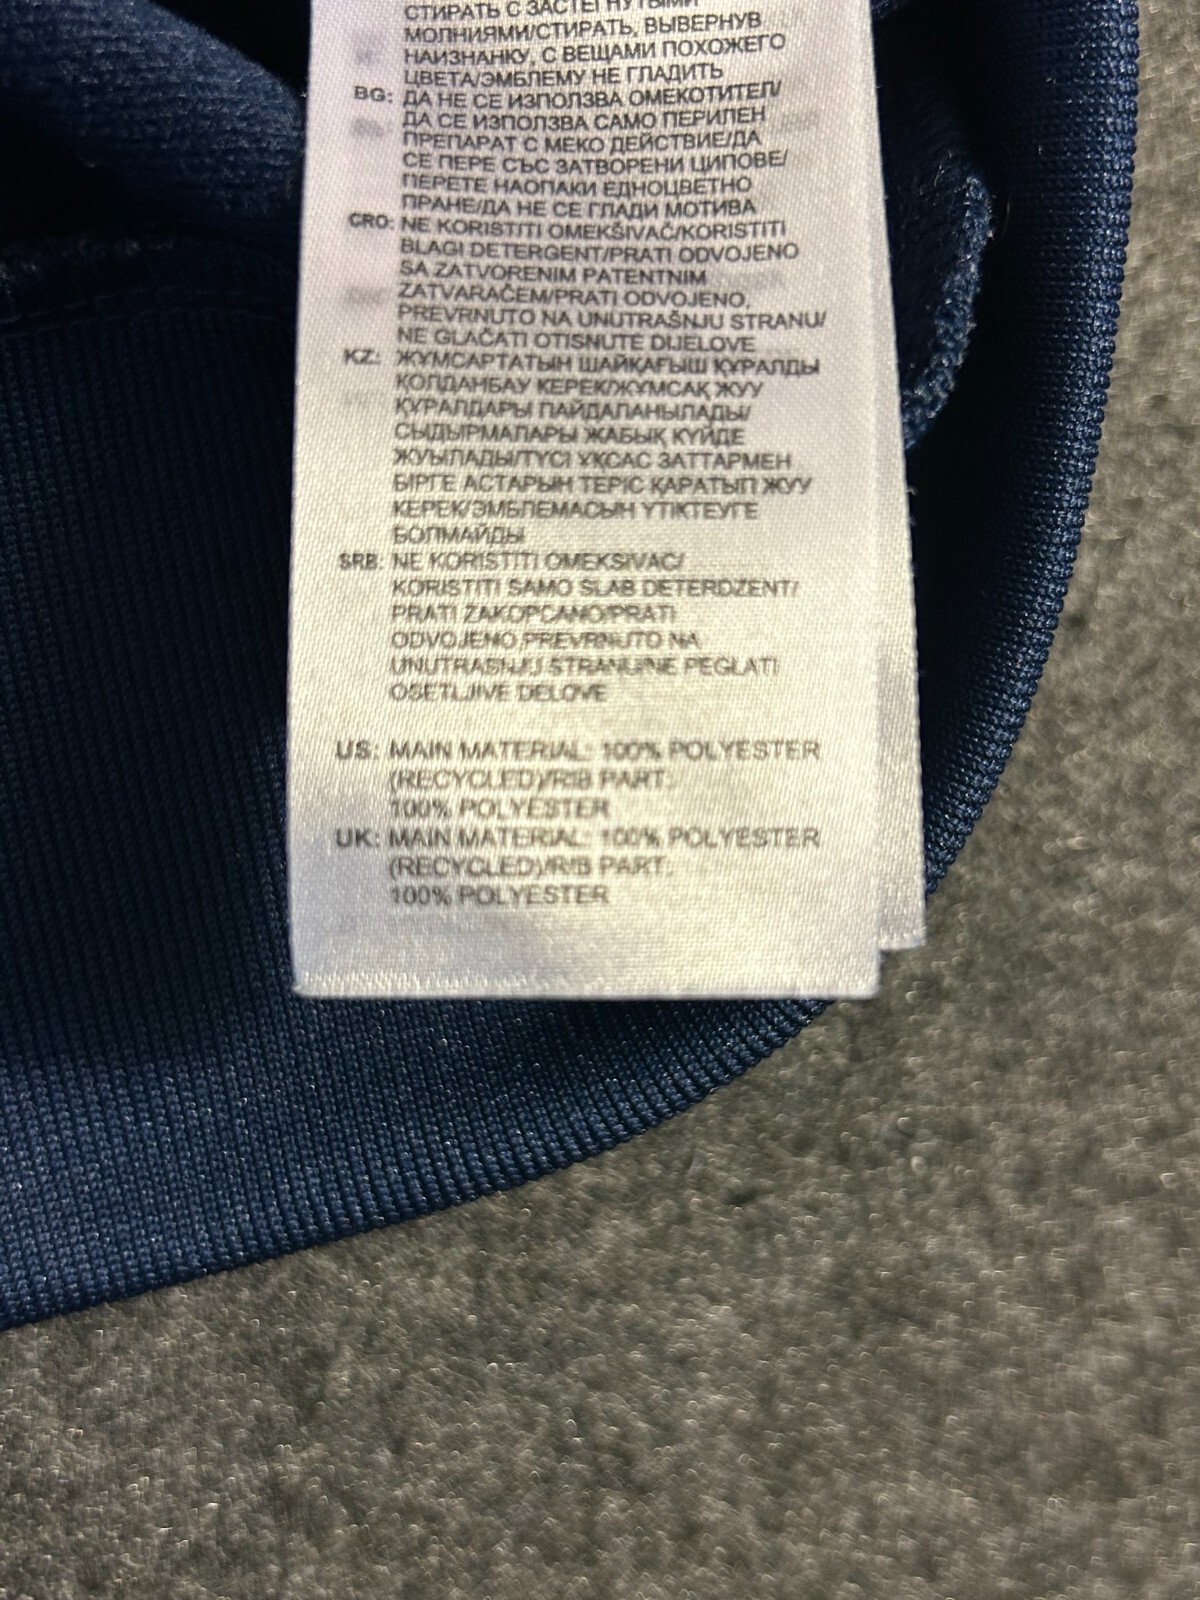 СТИРАТЬ С ЗАСТЕГНУТЫМИ
МОЛНИЯМИ/СТИРАТЬ, ВЫВЕРНУВ
НАИЗНАНКУ, С ВЕЩАМИ ПОХОЖЕГО
ЦВЕТА/ЭМБЛЕМУ НЕ ГЛАДИТЬ
BG: ДА НЕ СЕ ИЗПОЛЗВА ОМЕКОТИТЕЛ/
ДА СЕ ИЗПОЛЗВА САМО ПЕРИЛЕН
ПРЕПАРАТ С МЕКО ДЕЙСТВИЕ/ДА
СЕ ПЕРЕ СЪС ЗАТВОРЕНИ ЦИПОВЕ/
ПЕРЕТЕ НАОПАКИ ЕДНОЦВЕТНО
ПРАНЕ/ДА НЕ СЕ ГЛАДИ МОТИВА
CRO: NE KORISTITI OMEKŠIVAČ/KORISTITI
BLAGI DETERGENT/PRATI ODVOJENO
SA ZATVORENIM PATENTNIM
ZATVARAČEM/PRATI ODVOJENO,
PREVRNUTO NA UNUTRAŠNJU STRANU/
NE GLAČATI OTISNUTE DIJELOVE
KZ: ЖҰМСАРТАТЫН ШАЙҚАҒЫШ ҚҰРАЛДЫ
ҚОЛДАНБАУ КЕРЕК/ЖҰМСАҚ ЖУУ
ҚҰРАЛДАРЫ ПАЙДАЛАНЫЛАДЫ/
СЫДЫРМАЛАРЫ ЖАБЫҚ КҮЙДЕ
ЖУЫЛАДЫ/ТҮСІ ҰҚСАС ЗАТТАРМЕН
БІРГЕ АСТАРЫН ТЕРІС ҚАРАТЫП ЖУУ
КЕРЕК/ЭМБЛЕМАСЫН ҮТІКТЕУГЕ
БОЛМАЙДЫ
SRB: NE KORISTITI OMEKSIVAC/
KORISTITI SAMO SLAB DETERDZENT/
PRATI ZAKOPCANO/PRATI
ODVOJENO,PREVRNUTO NA
UNUTRASNJU STRANU/NE PEGLATI
OSETLJIVE DELOVE
US: MAIN MATERIAL: 100% POLYESTER
(RECYCLED)/RIB PART:
100% POLYESTER
UK: MAIN MATERIAL: 100% POLYESTER
(RECYCLED)/RIB PART:
100% POLYESTER